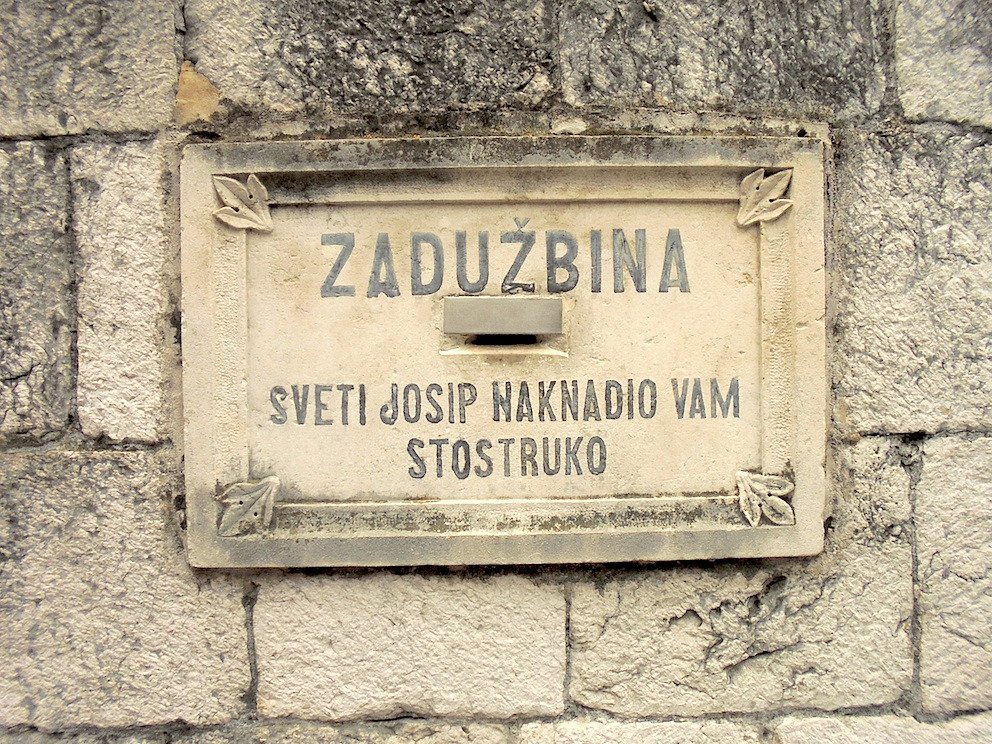 ZADUŽBINA
SVETI JOSIP NAKNADIO VAM
STOSTRUKO